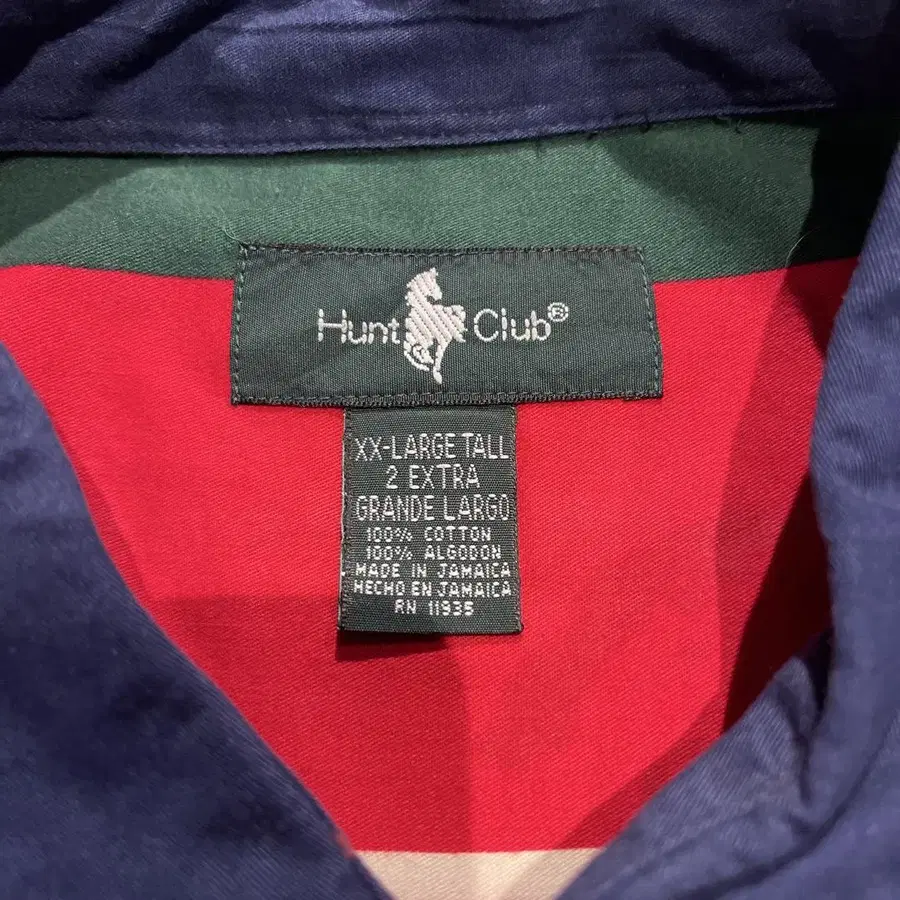 Hunt Club®
XX-LARGE TALL
2 EXTRA
GRANDE LARGO
100% COTTON
100% ALGODON
MADE IN JAMAICA
HECHO EN JAMAICA
RN 11935